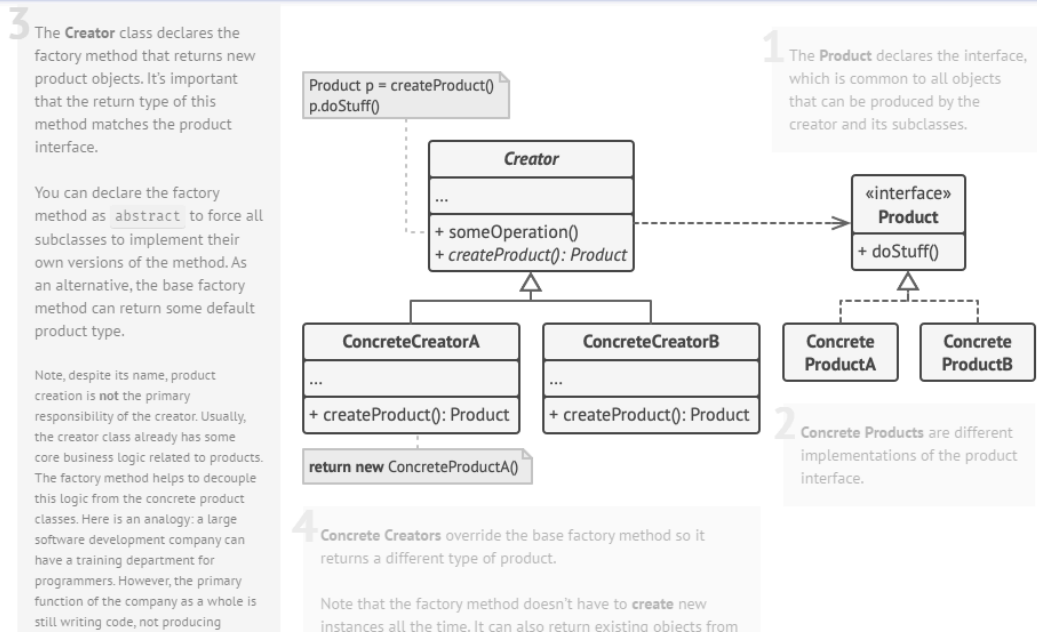 3
The Creator class declares the
factory method that returns new
product objects. It's important
that the return type of this
method matches the product
interface.
You can declare the factory
method as abstract to force all
subclasses to implement their
own versions of the method. As
an alternative, the base factory
method can return some default
product type.
Note, despite its name, product
creation is not the primary
responsibility of the creator. Usually,
the creator class already has some
core business logic related to products.
The factory method helps to decouple
this logic from the concrete product
classes. Here is an analogy: a large
software development company can
have a training department for
programmers. However, the primary
function of the company as a whole is
still writing code, not producing
Product p = createProduct()
p.doStuff()
Creator
...
+ someOperation()
+ createProduct(): Product
ConcreteCreatorA
...
+ createProduct(): Product
return new ConcreteProductA()
ConcreteCreatorB
...
+ createProduct(): Product
1
The Product declares the interface,
which is common to all objects
that can be produced by the
creator and its subclasses.
«interface»
Product
+ doStuff()
Concrete
ProductA
Concrete
ProductB
2
Concrete Products are different
implementations of the product
interface.
4
Concrete Creators override the base factory method so it
returns a different type of product.
Note that the factory method doesn't have to create new
instances all the time. It can also return existing objects from